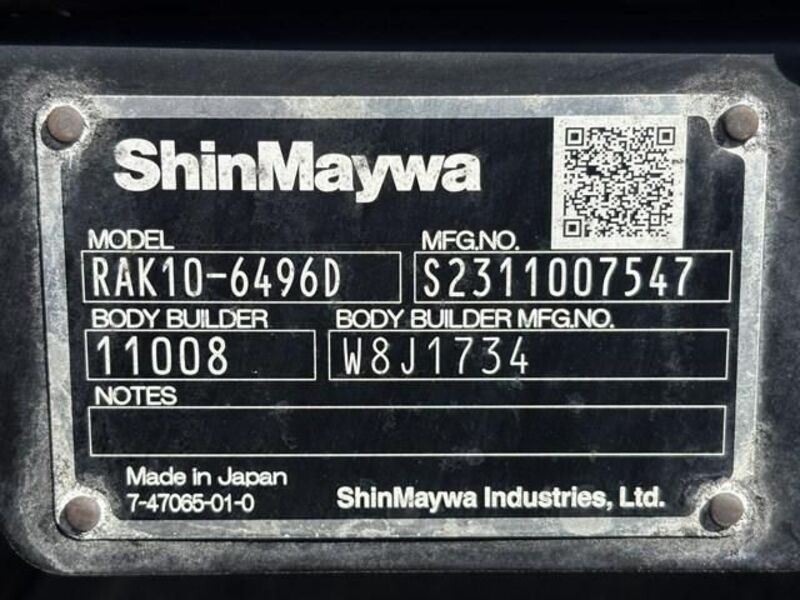 ShinMaywa
MODEL MFG.NO.
RAK10-6496D S2311007547
BODY BUILDER BODY BUILDER MFG.NO.
11008 W8J1734
NOTES
Made in Japan
7-47065-01-0 ShinMaywa Industries, Ltd.